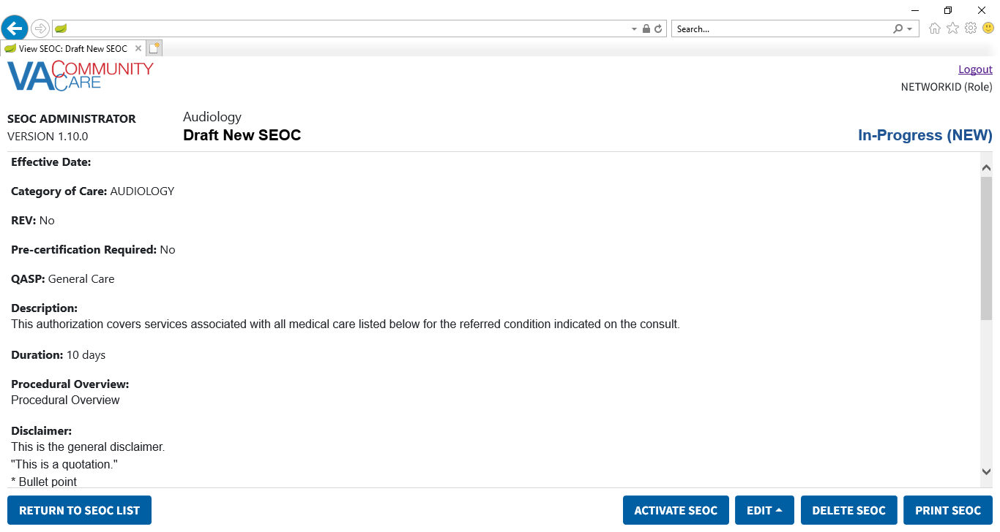 Search...
View SEOC: Draft New SEOC
VA COMMUNITY CARE
Logout
NETWORKID (Role)
SEOC ADMINISTRATOR
VERSION 1.10.0
Audiology
Draft New SEOC
In-Progress (NEW)
Effective Date:
Category of Care: AUDIOLOGY
REV: No
Pre-certification Required: No
QASP: General Care
Description:
This authorization covers services associated with all medical care listed below for the referred condition indicated on the consult.
Duration: 10 days
Procedural Overview:
Procedural Overview
Disclaimer:
This is the general disclaimer.
"This is a quotation."
* Bullet point
RETURN TO SEOC LIST
ACTIVATE SEOC
EDIT
DELETE SEOC
PRINT SEOC